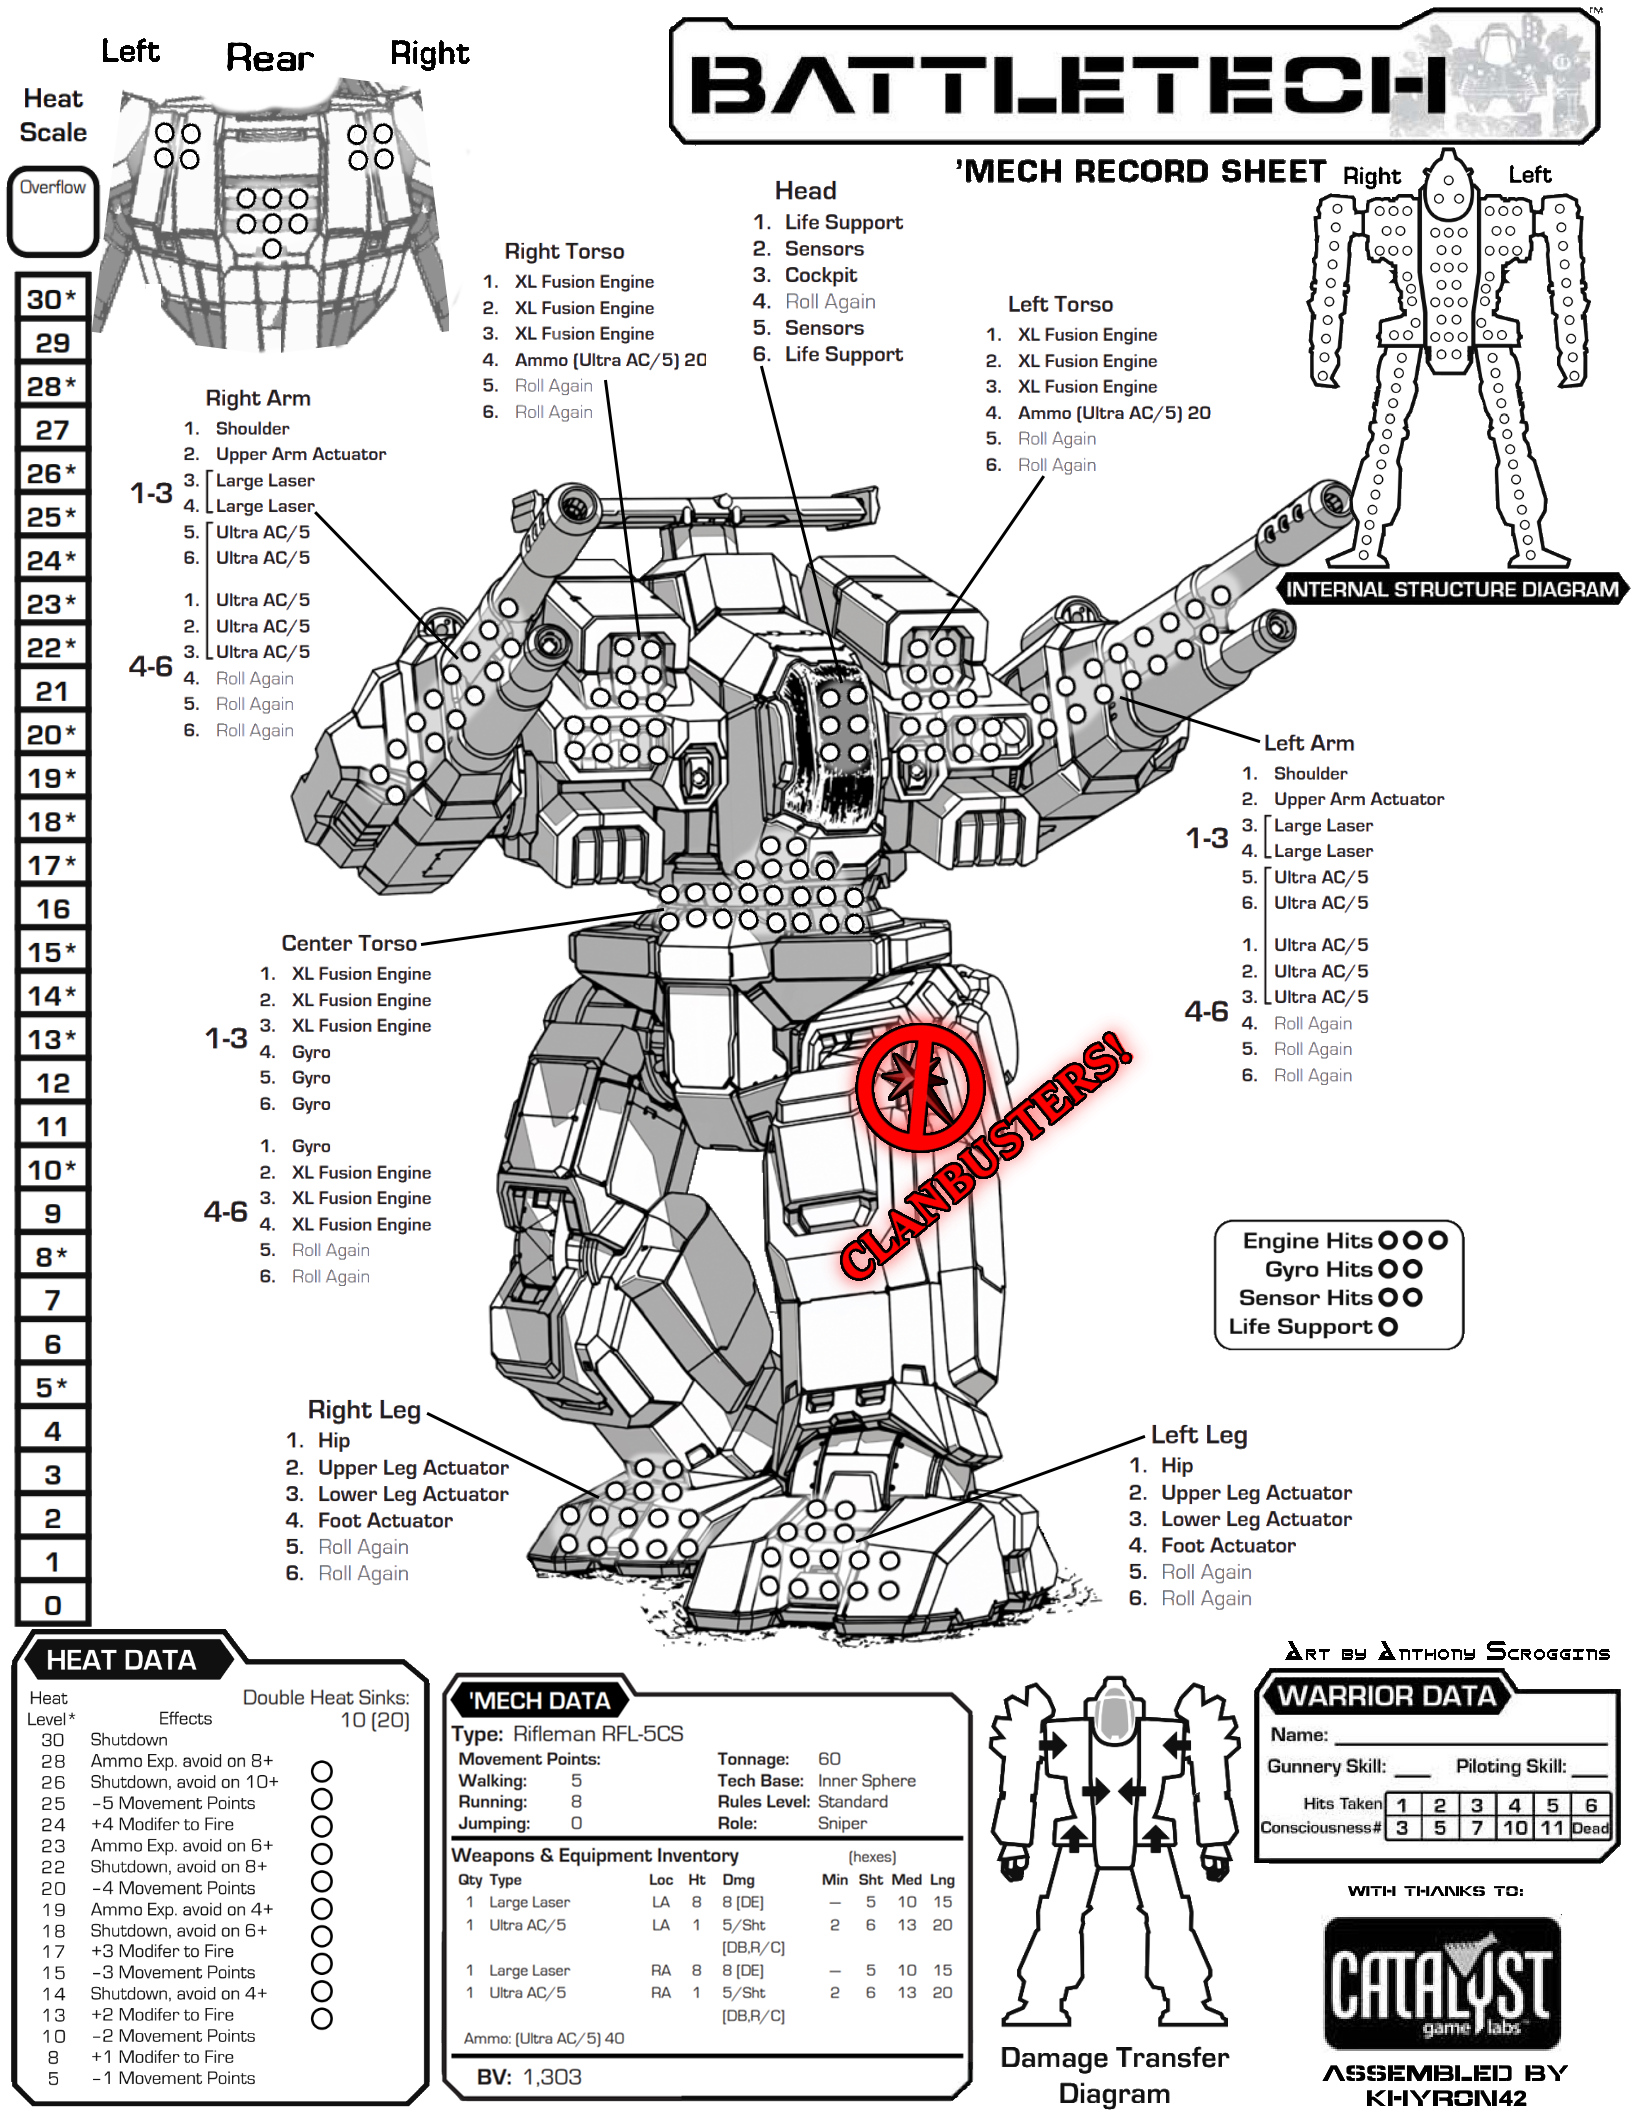 BATTLETECH™
'MECH RECORD SHEET
Left Rear Right
Heat
Scale
Overflow
30*
29
28*
27
26*
25*
24*
23*
22*
21
20*
19*
18*
17*
16
15*
14*
13*
12
11
10*
9
8*
7
6
5*
4
3
2
1
0
Head
1. Life Support
2. Sensors
3. Cockpit
4. Roll Again
5. Sensors
6. Life Support
Right Torso
1. XL Fusion Engine
2. XL Fusion Engine
3. XL Fusion Engine
4. Ammo (Ultra AC/5) 20
5. Roll Again
6. Roll Again
Left Torso
1. XL Fusion Engine
2. XL Fusion Engine
3. XL Fusion Engine
4. Ammo (Ultra AC/5) 20
5. Roll Again
6. Roll Again
Right Left
INTERNAL STRUCTURE DIAGRAM
Right Arm
1-3
1. Shoulder
2. Upper Arm Actuator
3. Large Laser
4. Large Laser
5. Ultra AC/5
6. Ultra AC/5
4-6
1. Ultra AC/5
2. Ultra AC/5
3. Ultra AC/5
4. Roll Again
5. Roll Again
6. Roll Again
Left Arm
1-3
1. Shoulder
2. Upper Arm Actuator
3. Large Laser
4. Large Laser
5. Ultra AC/5
6. Ultra AC/5
4-6
1. Ultra AC/5
2. Ultra AC/5
3. Ultra AC/5
4. Roll Again
5. Roll Again
6. Roll Again
Center Torso
1-3
1. XL Fusion Engine
2. XL Fusion Engine
3. XL Fusion Engine
4. Gyro
5. Gyro
6. Gyro
4-6
1. Gyro
2. XL Fusion Engine
3. XL Fusion Engine
4. XL Fusion Engine
5. Roll Again
6. Roll Again
CLANBUSTERS!
Engine Hits
Gyro Hits
Sensor Hits
Life Support
Right Leg
1. Hip
2. Upper Leg Actuator
3. Lower Leg Actuator
4. Foot Actuator
5. Roll Again
6. Roll Again
Left Leg
1. Hip
2. Upper Leg Actuator
3. Lower Leg Actuator
4. Foot Actuator
5. Roll Again
6. Roll Again
HEAT DATA
Heat
Level* Effects
Double Heat Sinks:
10 (20)
30 Shutdown
28 Ammo Exp. avoid on 8+
26 Shutdown, avoid on 10+
25 -5 Movement Points
24 +4 Modifer to Fire
23 Ammo Exp. avoid on 6+
22 Shutdown, avoid on 8+
20 -4 Movement Points
19 Ammo Exp. avoid on 4+
18 Shutdown, avoid on 6+
17 +3 Modifer to Fire
15 -3 Movement Points
14 Shutdown, avoid on 4+
13 +2 Modifer to Fire
10 -2 Movement Points
8 +1 Modifer to Fire
5 -1 Movement Points
'MECH DATA
Type: Rifleman RFL-5CS
Movement Points: Tonnage: 60
Walking: 5 Tech Base: Inner Sphere
Running: 8 Rules Level: Standard
Jumping: 0 Role: Sniper
Weapons & Equipment Inventory (hexes)
Qty Type Loc Ht Dmg Min Sht Med Lng
1 Large Laser LA 8 8 [DE] — 5 10 15
1 Ultra AC/5 LA 1 5/Sht 2 6 13 20
[DB,R/C]
1 Large Laser RA 8 8 [DE] — 5 10 15
1 Ultra AC/5 RA 1 5/Sht 2 6 13 20
[DB,R/C]
Ammo: (Ultra AC/5) 40
BV: 1,303
Damage Transfer
Diagram
Art by Anthony Scroggins
WARRIOR DATA
Name:
Gunnery Skill: Piloting Skill:
Hits Taken 1 2 3 4 5 6
Consciousness# 3 5 7 10 11 Dead
WITH THANKS TO:
CATALYST
game labs™
ASSEMBLED BY
KHYRON42